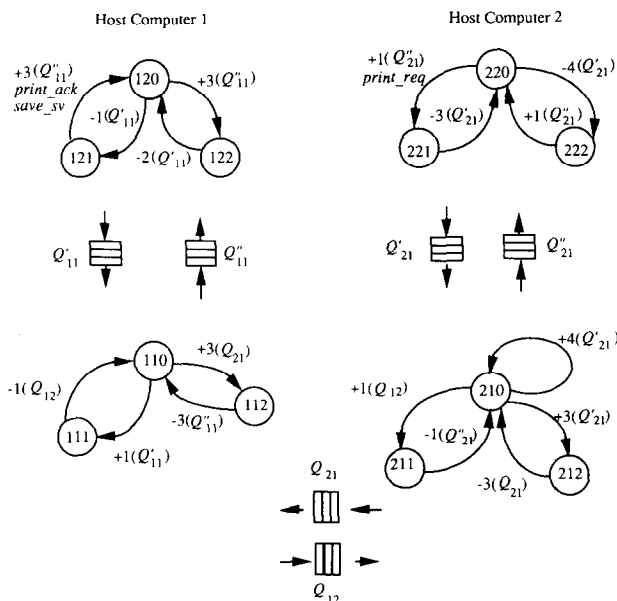 Host Computer 1
Host Computer 2
+3(Q''11)
print_ack
save_sv
120
+3(Q''11)
-1(Q'11)
-2(Q'11)
121
122
+1(Q''21)
print_req
220
-4(Q'21)
-3(Q'21)
+1(Q''21)
221
222
Q'11
Q''11
Q'21
Q''21
110
+3(Q21)
-1(Q12)
-3(Q''11)
112
111
+1(Q'11)
+4(Q'21)
210
+1(Q12)
+3(Q'21)
-1(Q''21)
211
-3(Q21)
212
Q21
Q12